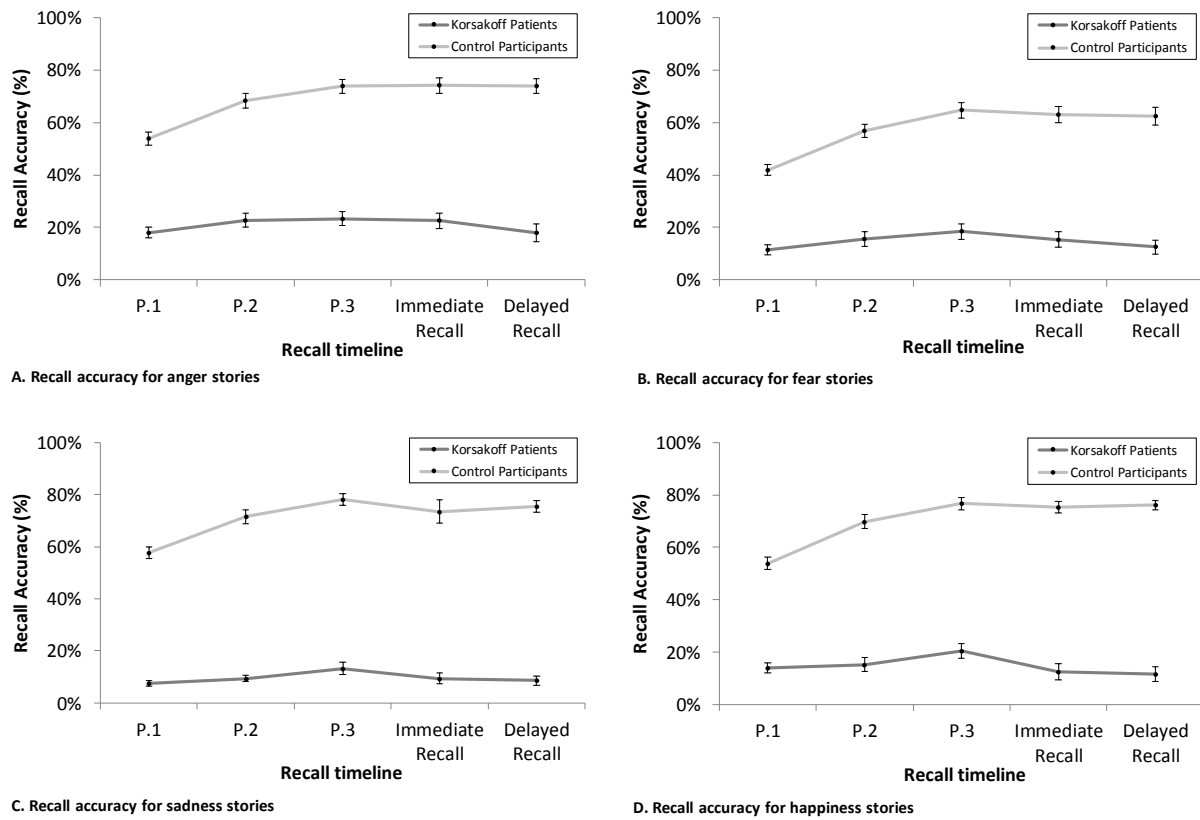 100%
80%
60%
40%
20%
0%
Recall Accuracy (%)
Korsakoff Patients
Control Participants
P.1 P.2 P.3 Immediate Recall Delayed Recall
Recall timeline
A. Recall accuracy for anger stories
100%
80%
60%
40%
20%
0%
Recall Accuracy (%)
Korsakoff Patients
Control Participants
P.1 P.2 P.3 Immediate Recall Delayed Recall
Recall timeline
B. Recall accuracy for fear stories
100%
80%
60%
40%
20%
0%
Recall Accuracy (%)
Korsakoff Patients
Control Participants
P.1 P.2 P.3 Immediate Recall Delayed Recall
Recall timeline
C. Recall accuracy for sadness stories
100%
80%
60%
40%
20%
0%
Recall Accuracy (%)
Korsakoff Patients
Control Participants
P.1 P.2 P.3 Immediate Recall Delayed Recall
Recall timeline
D. Recall accuracy for happiness stories